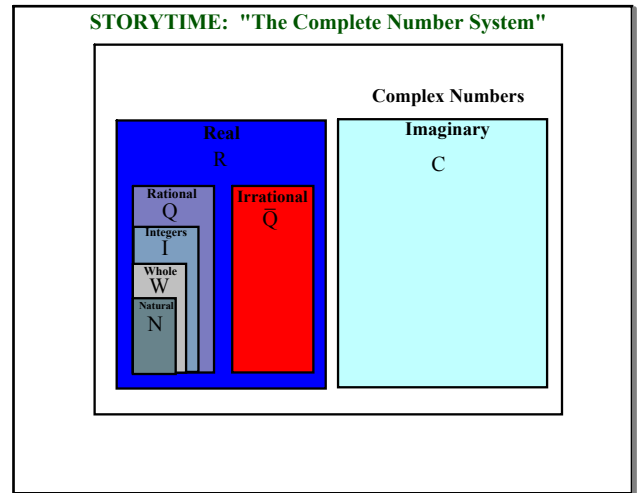 STORYTIME: "The Complete Number System"
Complex Numbers
Real
R
Imaginary
C
Rational
Q
Irrational
Q̅
Integers
I
Whole
W
Natural
N